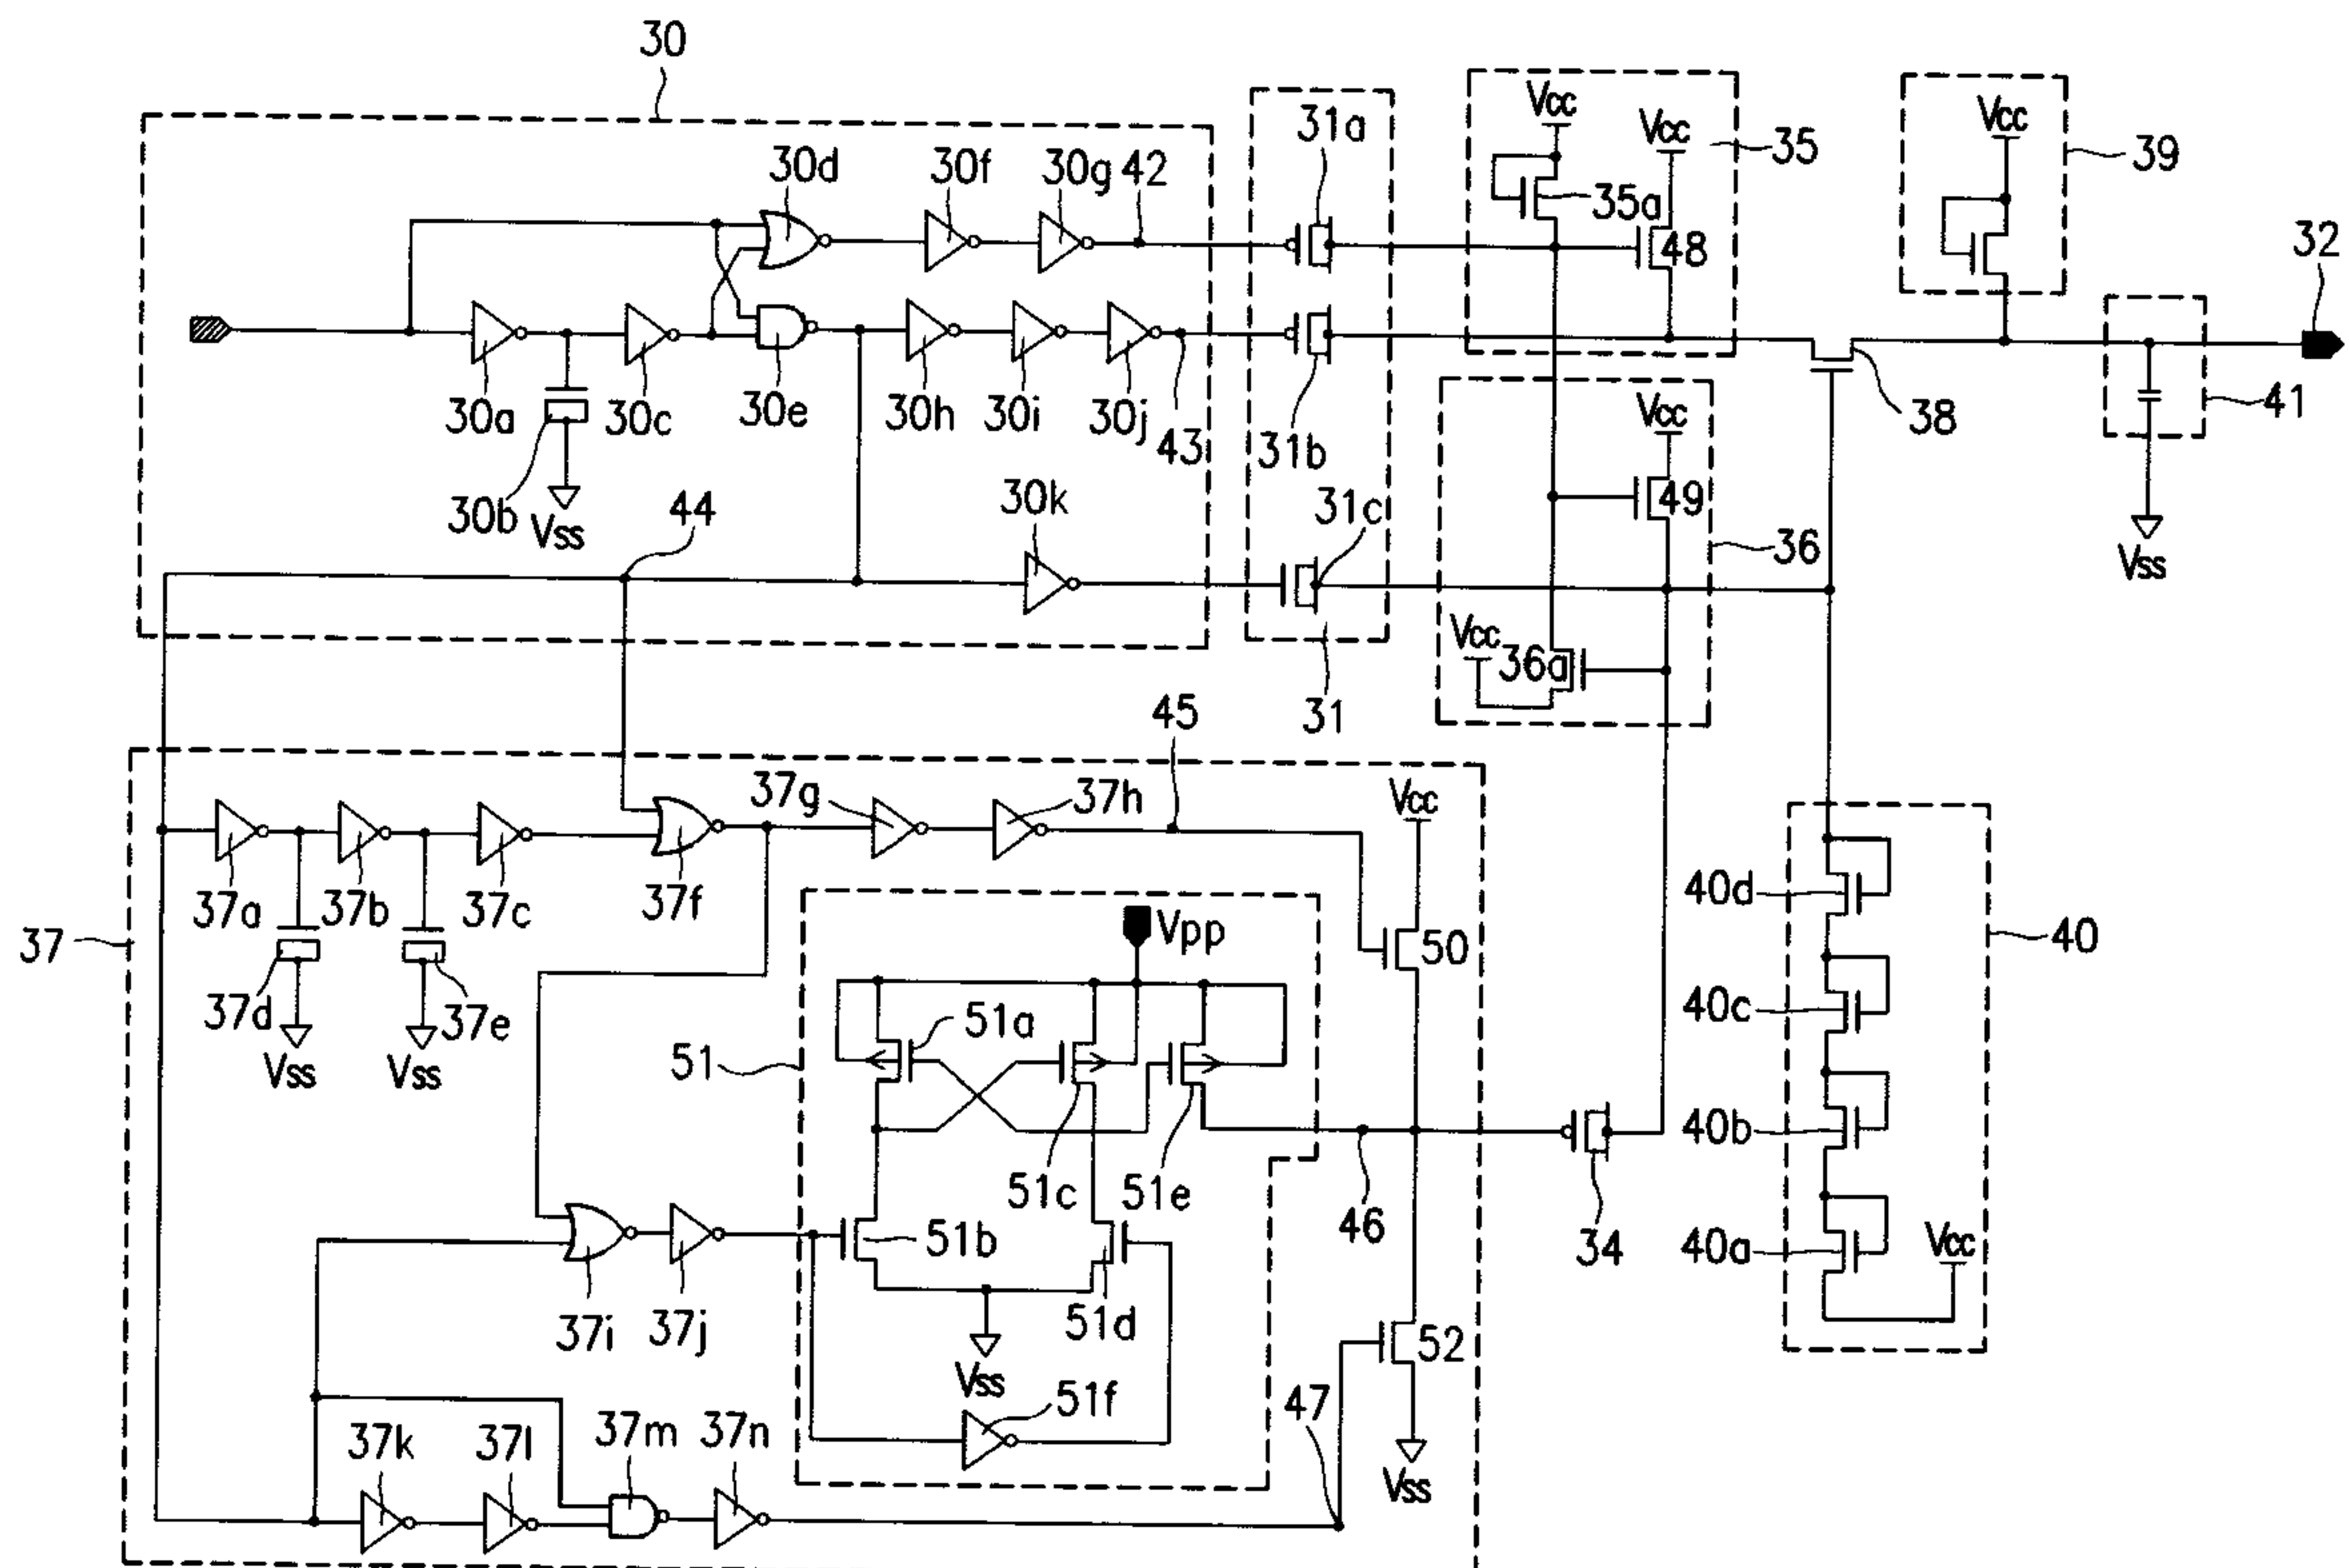 30
31a
Vcc
Vcc
35
Vcc
39
30d
30f
30g
42
35a
48
32
30a
30c
30e
30h
30i
30j
43
31b
Vcc
38
41
30b
Vss
44
30k
31c
49
36
Vss
Vcc
36a
31
45
37g
37h
Vcc
37a
37b
37c
37f
40d
37
Vpp
50
40
37d
37e
51a
40c
Vss
Vss
51
51c
51e
40b
46
34
51b
40a
Vcc
37i
37j
51d
52
Vss
51f
47
37k
37l
37m
37n
Vss